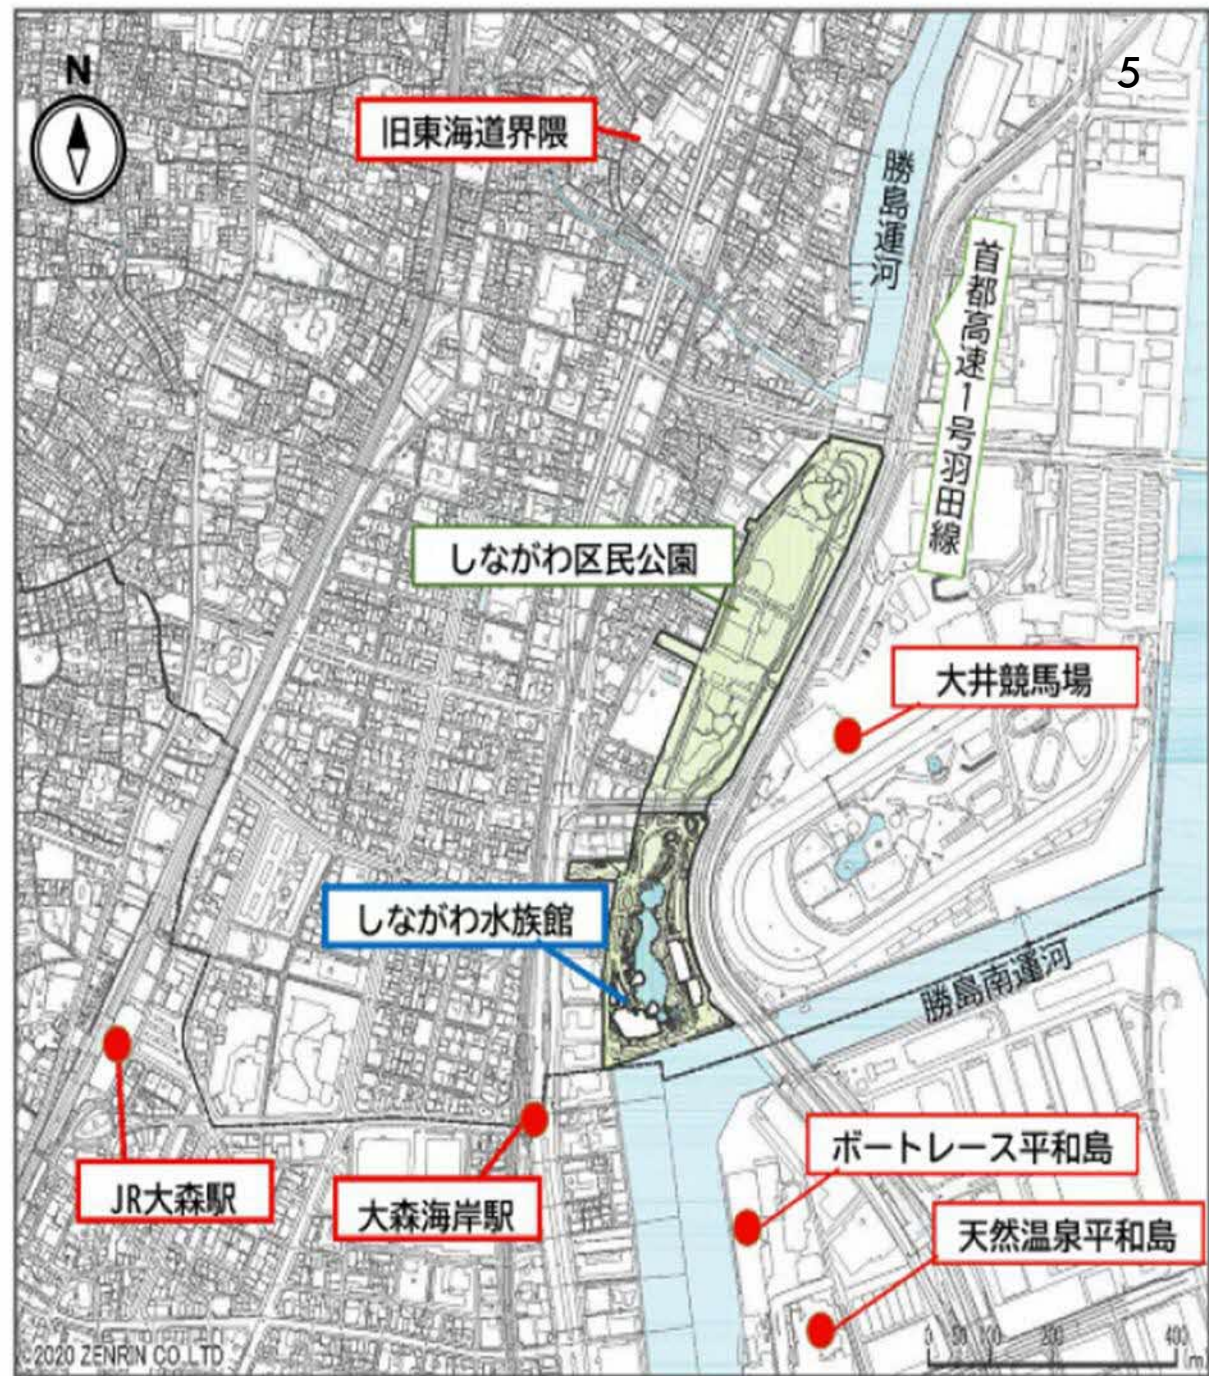 N
5
旧東海道界隈
勝島運河
首都高速1号羽田線
しながわ区民公園
大井競馬場
しながわ水族館
勝島南運河
JR大森駅
大森海岸駅
ボートレース平和島
天然温泉平和島
0 50 100 200 400
(m)
©2020 ZENRIN CO.LTD